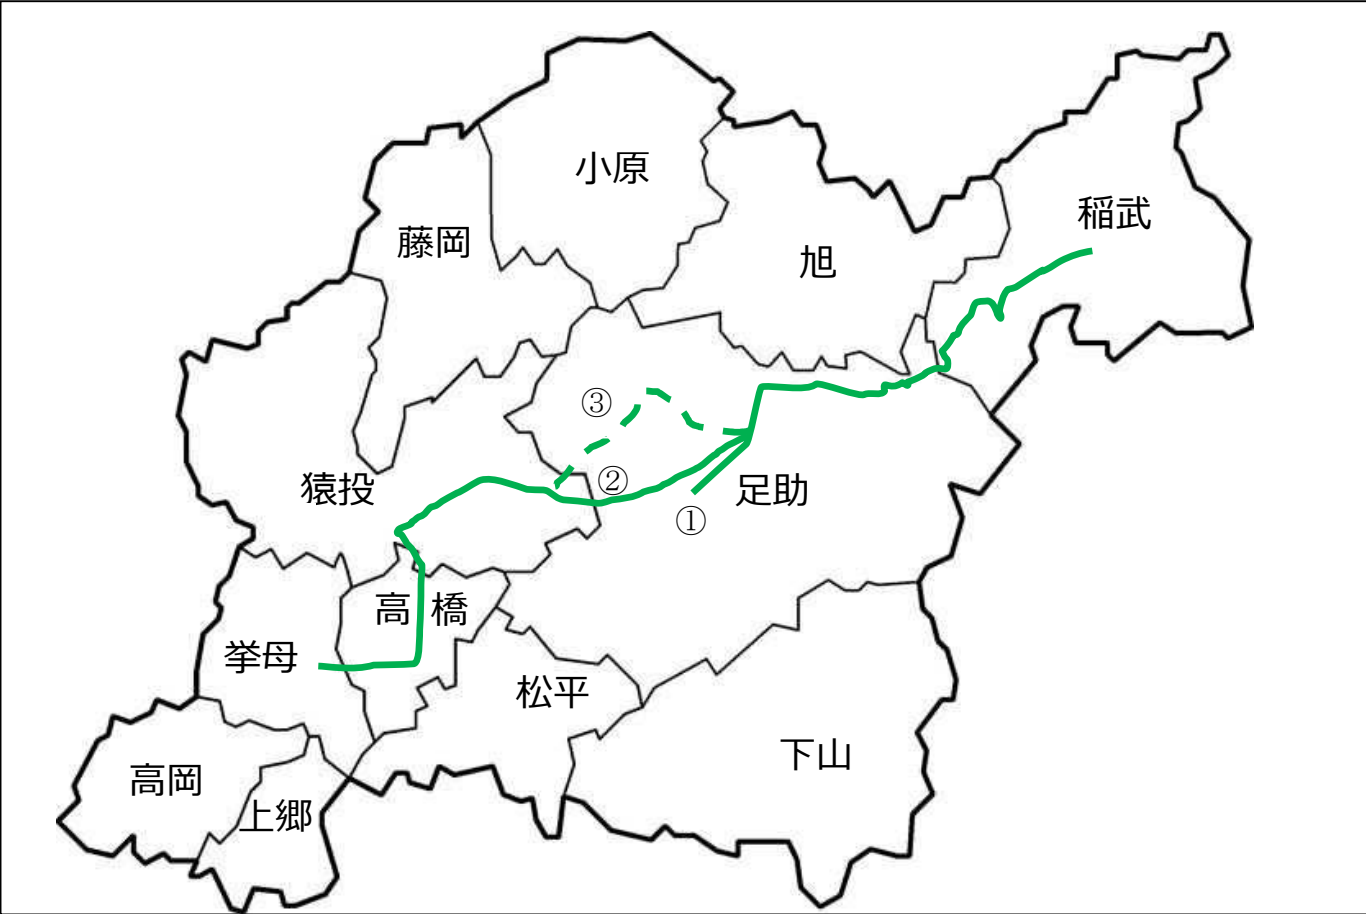 小原
稲武
藤岡
旭
③
②
猿投
足助
①
高橋
挙母
松平
下山
高岡
上郷